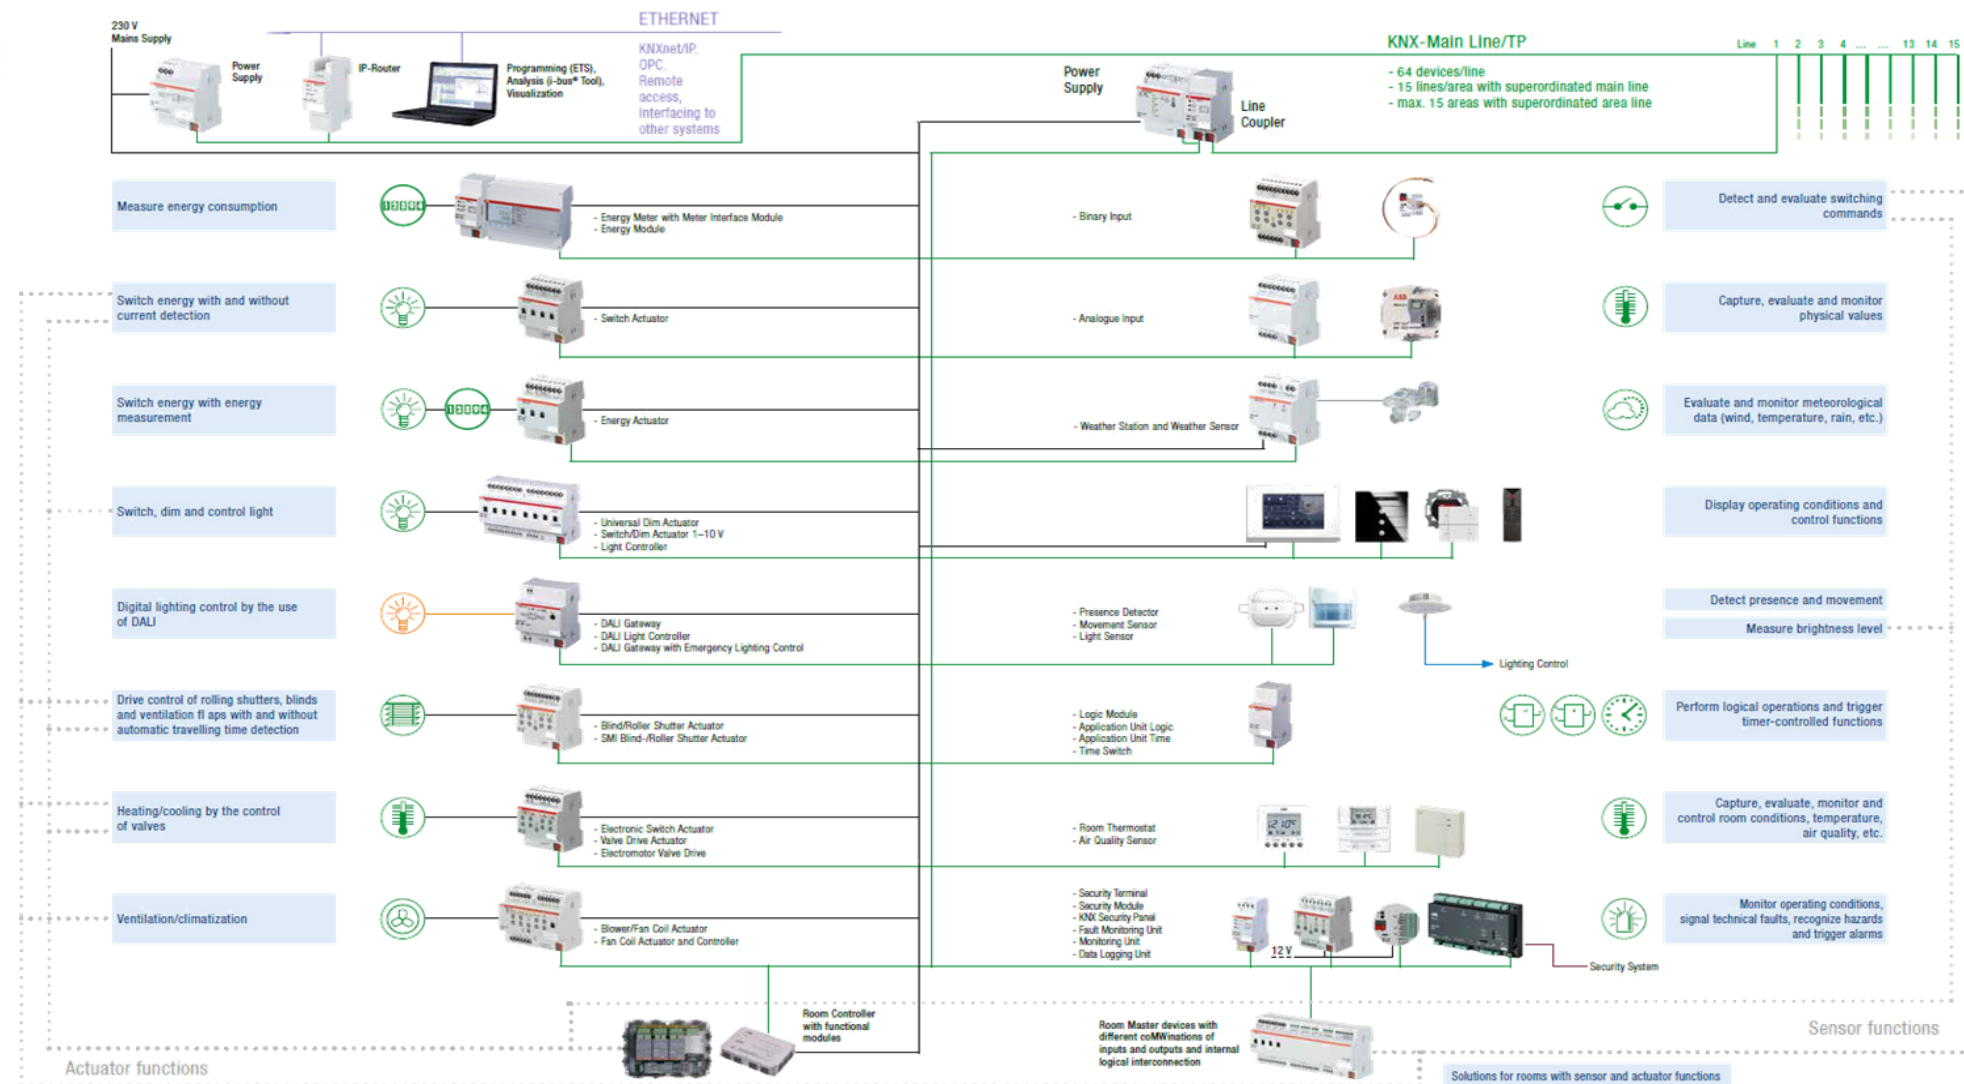 230 V
Mains Supply
Power
Supply
IP-Router
Programming (ETS),
Analysis (i-bus® Tool),
Visualization
ETHERNET
KNXnet/IP,
OPC,
Remote
access,
Interfacing to
other systems
Power
Supply
Line
Coupler
KNX-Main Line/TP
- 64 devices/line
- 15 lines/area with superordinated main line
- max. 15 areas with superordinated area line
Line 1 2 3 4 ... ... 13 14 15
Measure energy consumption
- Energy Meter with Meter Interface Module
- Energy Module
- Binary Input
Detect and evaluate switching
commands
Switch energy with and without
current detection
- Switch Actuator
- Analogue Input
ABB
Capture, evaluate and monitor
physical values
Switch energy with energy
measurement
- Energy Actuator
- Weather Station and Weather Sensor
Evaluate and monitor meteorological
data (wind, temperature, rain, etc.)
Switch, dim and control light
- Universal Dim Actuator
- Switch/Dim Actuator 1–10 V
- Light Controller
Display operating conditions and
control functions
Digital lighting control by the use
of DALI
- DALI Gateway
- DALI Light Controller
- DALI Gateway with Emergency Lighting Control
- Presence Detector
- Movement Sensor
- Light Sensor
Lighting Control
Detect presence and movement
Measure brightness level
Drive control of rolling shutters, blinds
and ventilation fl aps with and without
automatic travelling time detection
- Blind/Roller Shutter Actuator
- SMI Blind-/Roller Shutter Actuator
- Logic Module
- Application Unit Logic
- Application Unit Time
- Time Switch
Perform logical operations and trigger
timer-controlled functions
Heating/cooling by the control
of valves
- Electronic Switch Actuator
- Valve Drive Actuator
- Electromotor Valve Drive
- Room Thermostat
- Air Quality Sensor
Capture, evaluate, monitor and
control room conditions, temperature,
air quality, etc.
Ventilation/climatization
- Blower/Fan Coil Actuator
- Fan Coil Actuator and Controller
- Security Terminal
- Security Module
- KNX Security Panel
- Fault Monitoring Unit
- Monitoring Unit
- Data Logging Unit
12 V
Security System
Monitor operating conditions,
signal technical faults, recognize hazards
and trigger alarms
Room Controller
with functional
modules
Room Master devices with
different coMWinations of
inputs and outputs and internal
logical interconnection
Sensor functions
Actuator functions
Solutions for rooms with sensor and actuator functions